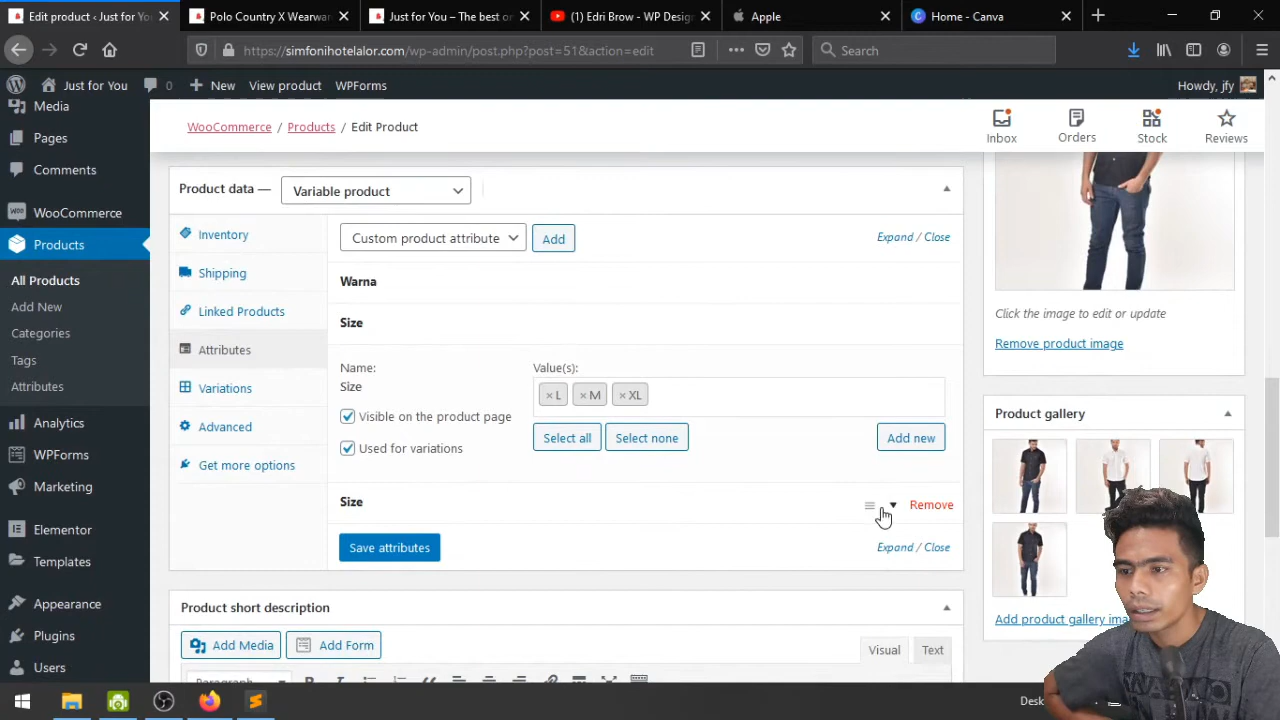 Edit product ‹ Just for You
Polo Country X Wearwar
Just for You – The best on
(1) Edri Brow - WP Design
Apple
Home - Canva
https://simfonihotelalor.com/wp-admin/post.php?post=51&action=edit
Search
Just for You
0
New
View product
WPForms
Howdy, jfy
Media
Pages
Comments
WooCommerce
Products
All Products
Add New
Categories
Tags
Attributes
Analytics
WPForms
Marketing
Elementor
Templates
Appearance
Plugins
Users
WooCommerce / Products / Edit Product
Inbox
Orders
Stock
Reviews
Product data —
Variable product
Inventory
Shipping
Linked Products
Attributes
Variations
Advanced
Get more options
Custom product attribute
Add
Expand / Close
Warna
Size
Name:
Size
Visible on the product page
Used for variations
Value(s):
× L
× M
× XL
Select all
Select none
Add new
Size
Remove
Save attributes
Expand / Close
Product short description
Add Media
Add Form
Visual
Text
Paragraph
Click the image to edit or update
Remove product image
Product gallery
Add product gallery